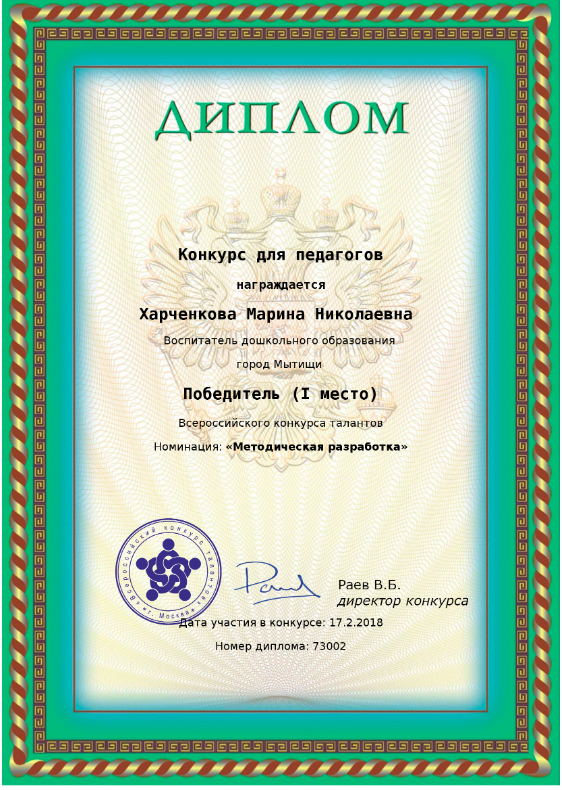 ДИПЛОМ
Конкурс для педагогов
награждается
Харченкова Марина Николаевна
Воспитатель дошкольного образования
город Мытищи
Победитель (I место)
Всероссийского конкурса талантов
Номинация: «Методическая разработка»
«Всероссийский конкурс талантов»
«г. Москва»
Раев В.Б.
директор конкурса
Дата участия в конкурсе: 17.2.2018
Номер диплома: 73002